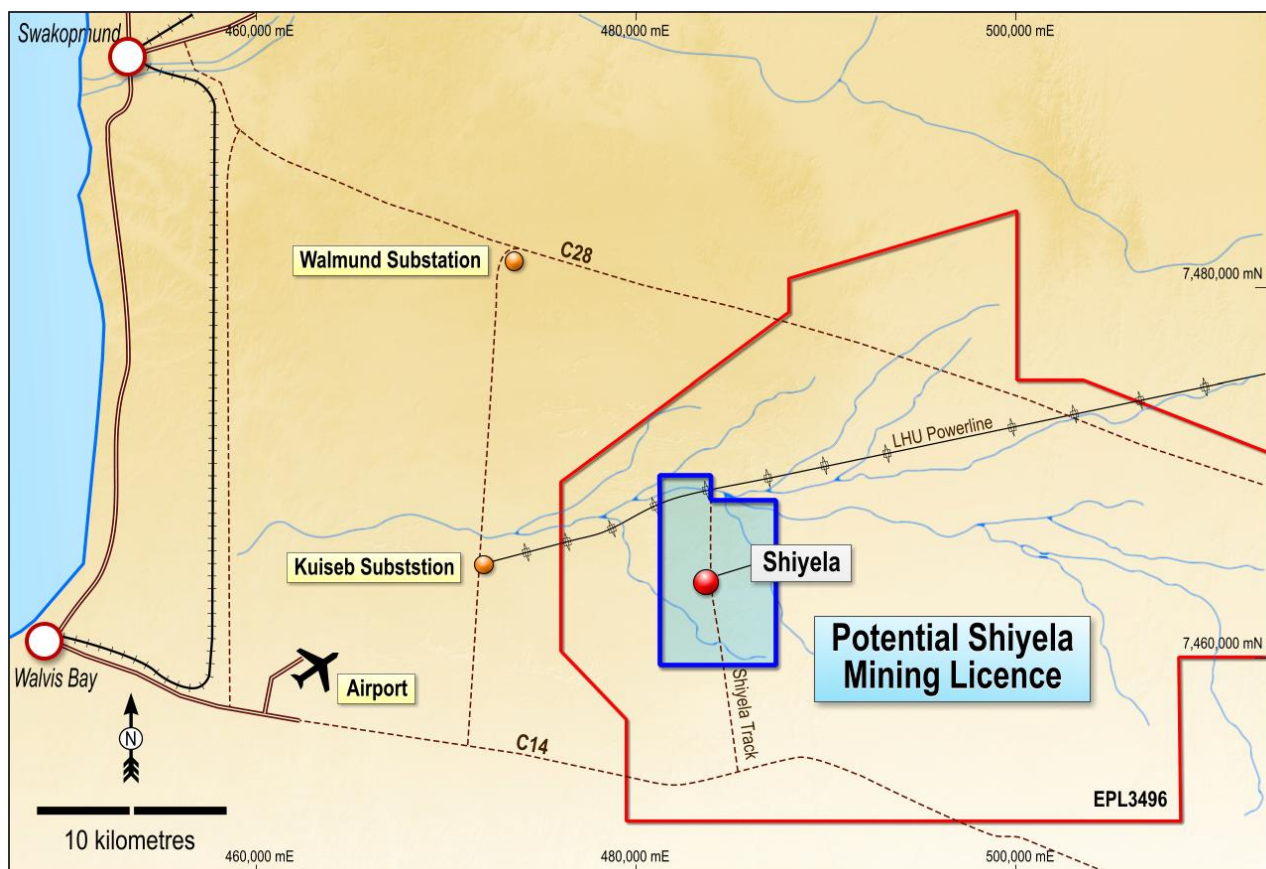 Swakopmund
460,000 mE
480,000 mE
500,000 mE
Walmund Substation
C28
7,480,000 mN
LHU Powerline
Kuiseb Subststion
Shiyela
Potential Shiyela
Mining Licence
7,460,000 mN
Walvis Bay
Airport
Shiyela Track
N
C14
EPL3496
10 kilometres
460,000 mE
480,000 mE
500,000 mE